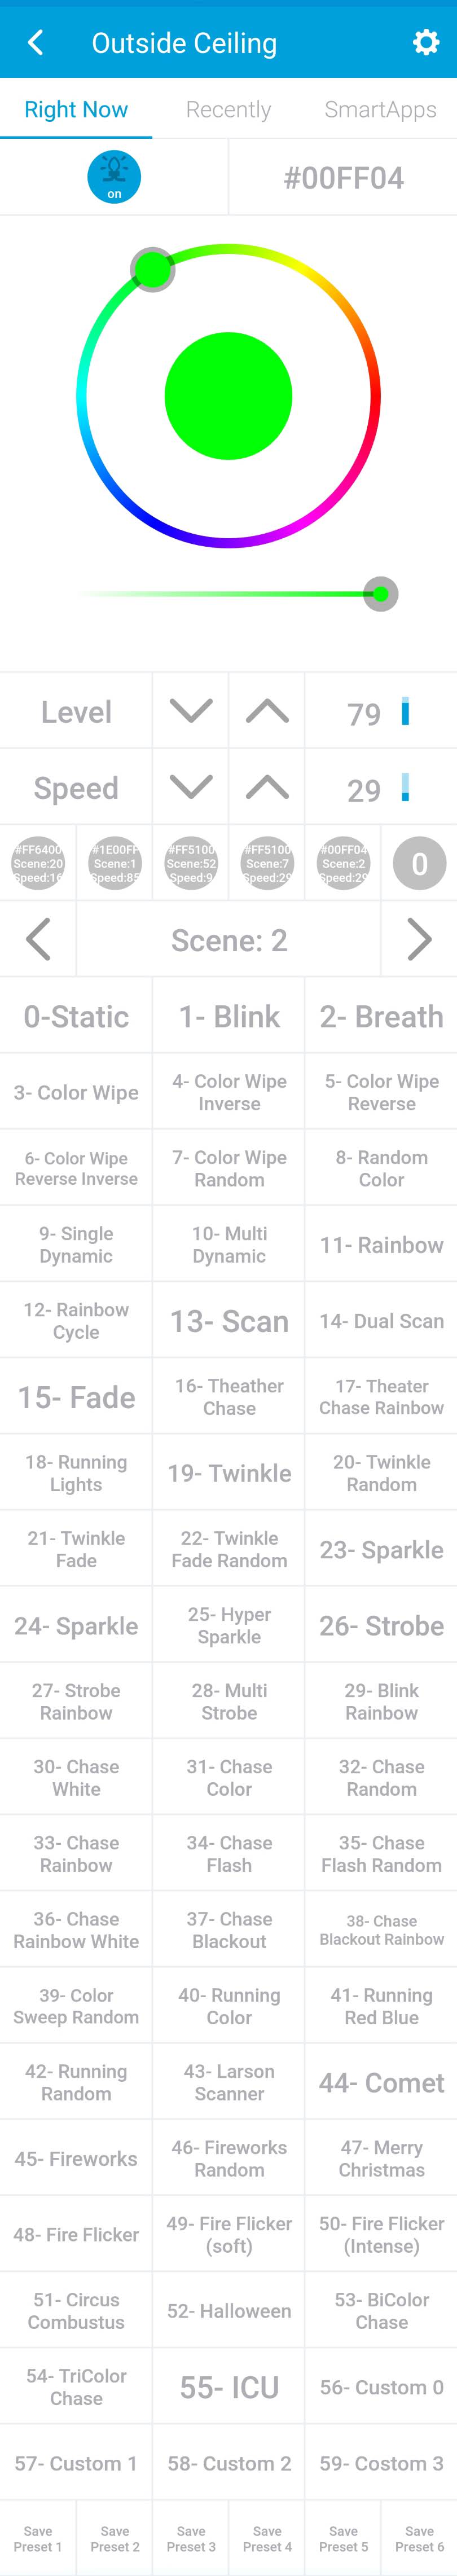 Outside Ceiling
Right Now Recently SmartApps
on #00FF04
Level 79
Speed 29
#FF6400 #1E00FF #FF5100 #FF5100 #00FF04
Scene:20 Scene:1 Scene:52 Scene:7 Scene:2 0
Speed:16 Speed:85 Speed:9 Speed:29 Speed:29
Scene: 2
0-Static 1- Blink 2- Breath
3- Color Wipe
4- Color Wipe
Inverse
5- Color Wipe
Reverse
6- Color Wipe
Reverse Inverse
7- Color Wipe
Random
8- Random
Color
9- Single
Dynamic
10- Multi
Dynamic
11- Rainbow
12- Rainbow
Cycle
13- Scan
14- Dual Scan
15- Fade
16- Theather
Chase
17- Theater
Chase Rainbow
18- Running
Lights
19- Twinkle
20- Twinkle
Random
21- Twinkle
Fade
22- Twinkle
Fade Random
23- Sparkle
24- Sparkle
25- Hyper
Sparkle
26- Strobe
27- Strobe
Rainbow
28- Multi
Strobe
29- Blink
Rainbow
30- Chase
White
31- Chase
Color
32- Chase
Random
33- Chase
Rainbow
34- Chase
Flash
35- Chase
Flash Random
36- Chase
Rainbow White
37- Chase
Blackout
38- Chase
Blackout Rainbow
39- Color
Sweep Random
40- Running
Color
41- Running
Red Blue
42- Running
Random
43- Larson
Scanner
44- Comet
45- Fireworks
46- Fireworks
Random
47- Merry
Christmas
48- Fire Flicker
49- Fire Flicker
(soft)
50- Fire Flicker
(Intense)
51- Circus
Combustus
52- Halloween
53- BiColor
Chase
54- TriColor
Chase
55- ICU
56- Custom 0
57- Custom 1
58- Custom 2
59- Costom 3
Save
Preset 1
Save
Preset 2
Save
Preset 3
Save
Preset 4
Save
Preset 5
Save
Preset 6